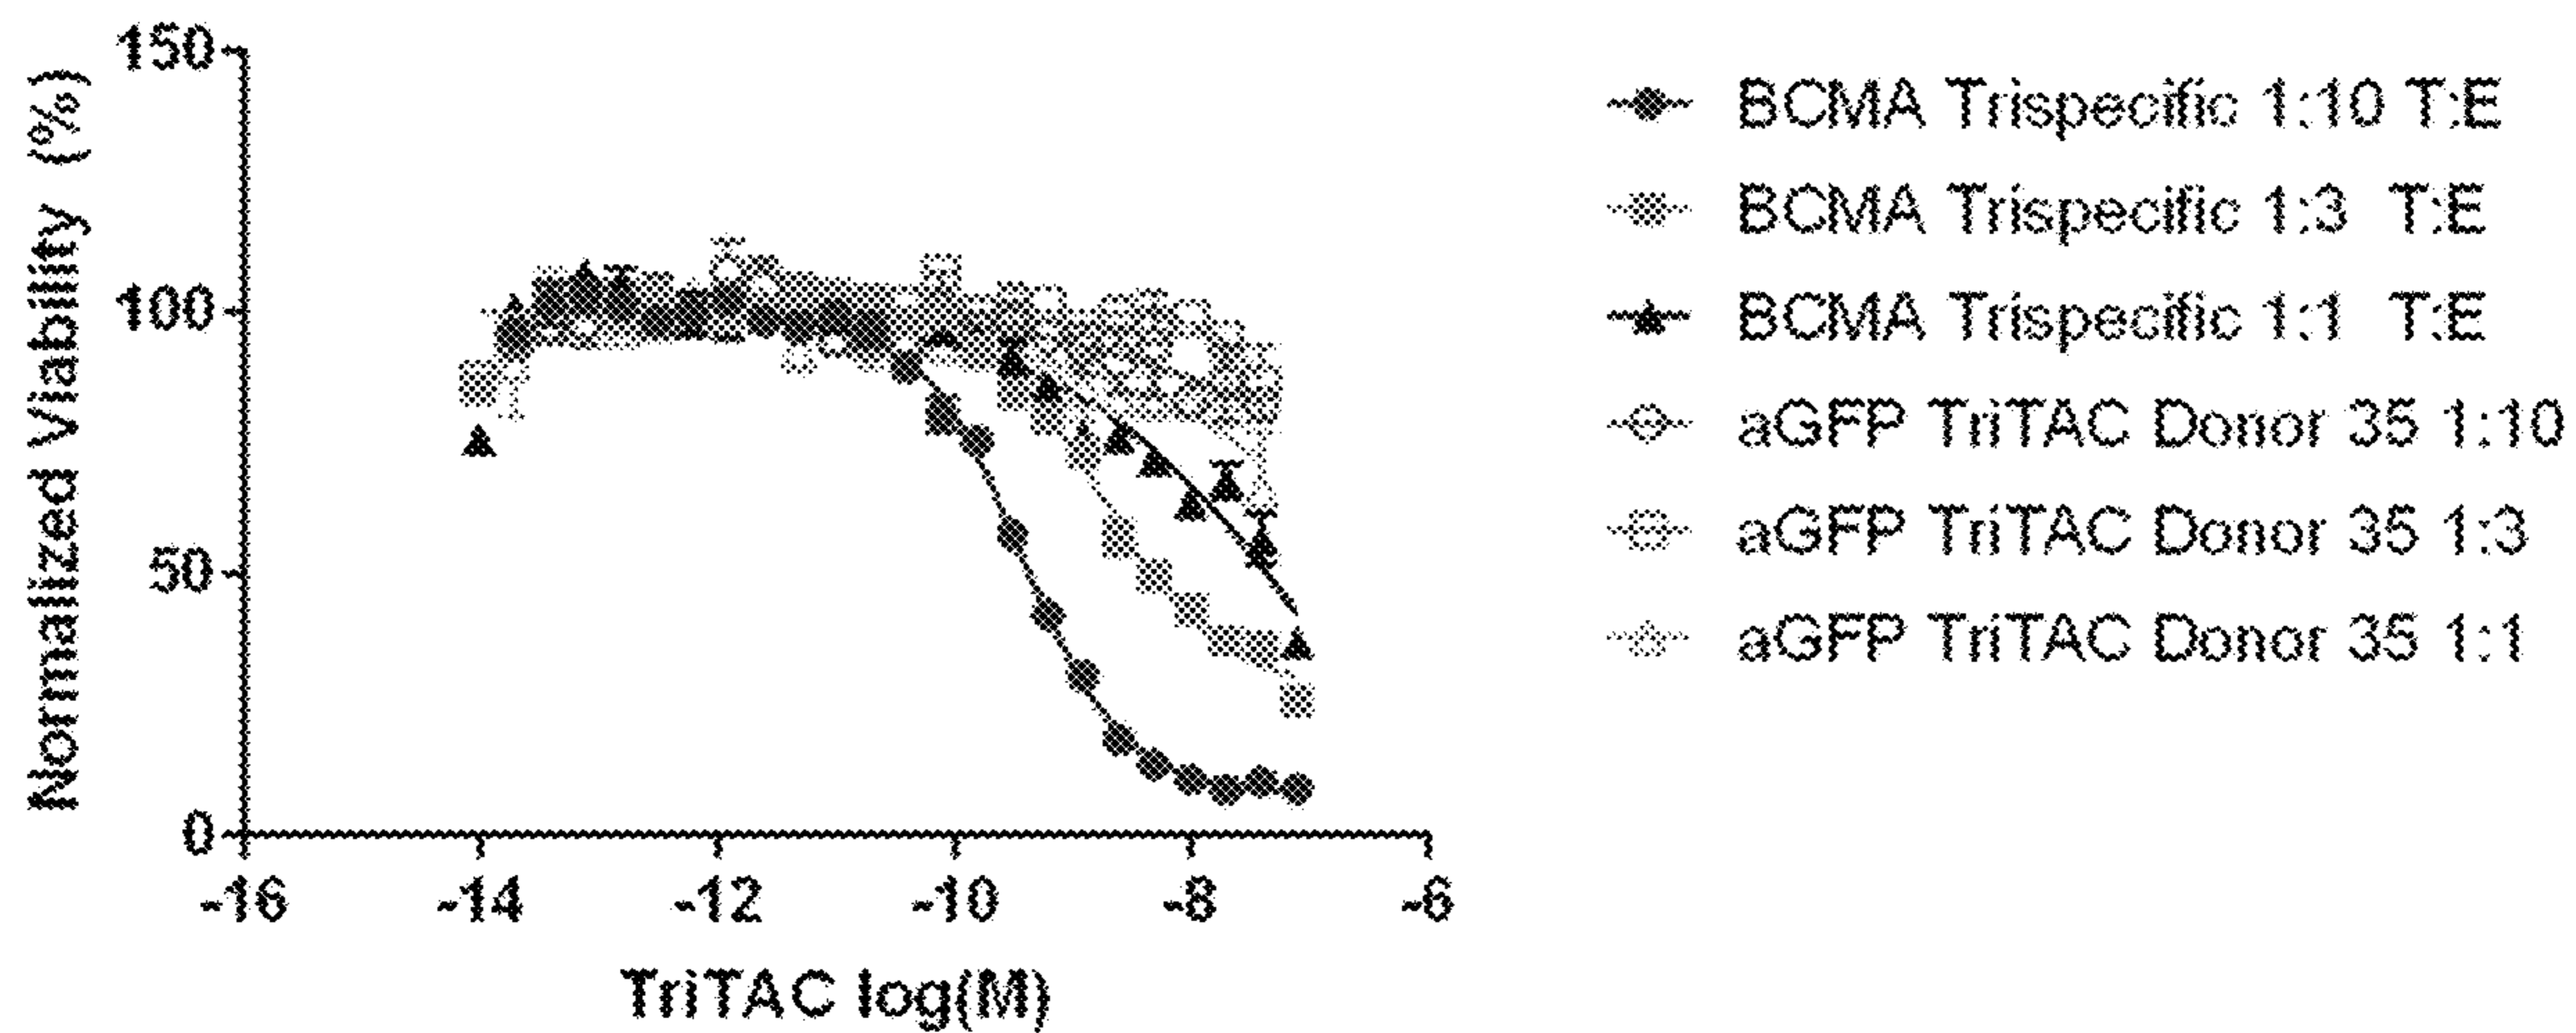 Normalized Viability (%)
150
100
50
0
-16
-14
-12
-10
-8
-6
TriTAC log(M)
BCMA Trispecific 1:10 T:E
BCMA Trispecific 1:3 T:E
BCMA Trispecific 1:1 T:E
aGFP TriTAC Donor 35 1:10
aGFP TriTAC Donor 35 1:3
aGFP TriTAC Donor 35 1:1